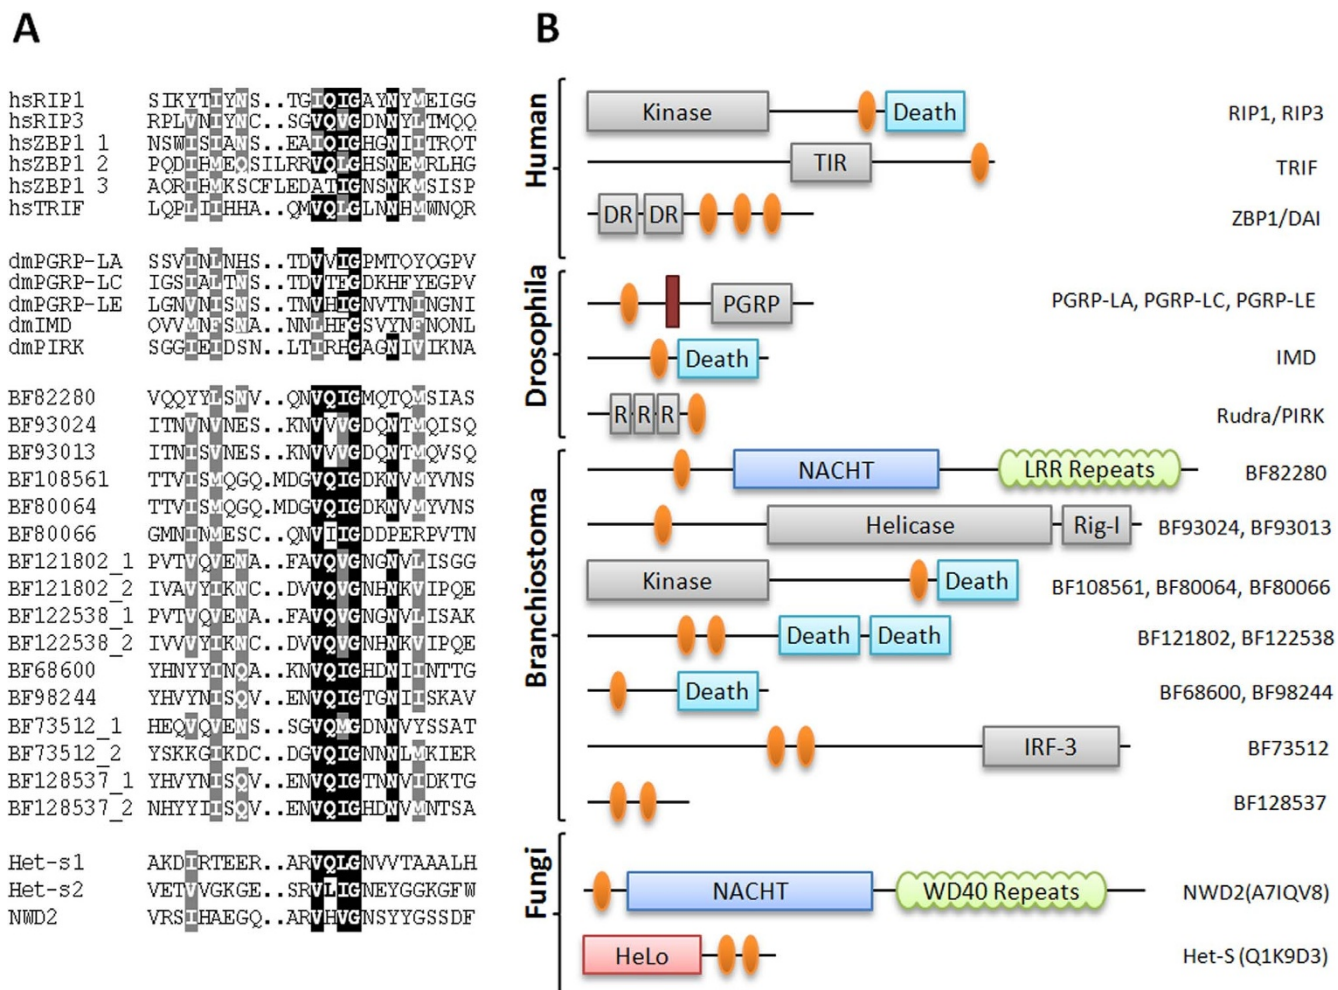 A
hsRIP1 SIKYTIYNS..TGIQIGAYNYMEIGG
hsRIP3 RPLVNIYNC..SGVQVGDNNYLTMQQ
hsZBP1 1 NSWISIANS..EAIQIGHGNIITROT
hsZBP1 2 PQDIHMEQSILRRVQLGHSNEMRLHG
hsZBP1 3 AQRIHMKSCFLEDATIGNSNKMSISP
hsTRIF LQPLIIHHA..QMVQLGLNNHMWNQR
dmPGRP-LA SSVINLNHS..TDVVIGPMTOYQGPV
dmPGRP-LC IGSIALTNS..TDVTFGDKHFYEGPV
dmPGRP-LE LGNVNISNS..TNVHIGNVTNINGNI
dmIMD OVVMNFSNA..NNLHFGSVYNFNONL
dmPIRK SGGIEIDSN..LTIRHGAGNIVIKNA
BF82280 VQQYYLSNV..QNVQIGMQTQMSIAS
BF93024 ITNVNVNES..KNVVVGDQNTMQISQ
BF93013 ITNISVNES..KNVVVGDQNTMQVSQ
BF108561 TTVISMQGQ.MDGVQIGDKNVMYVNS
BF80064 TTVISMQGQ.MDGVQIGDKNVMYVNS
BF80066 GMNINMESC..QNVIIGDDPERPVTN
BF121802_1 PVTVQVENA..FAVQVGNGNVLISGG
BF121802_2 IVAVYIKNC..DVVQVGNHNKVIPQE
BF122538_1 PVTVQVENA..FAVQVGNGNVLISAK
BF122538_2 IVVVYIKNC..DVVQVGNHNKVIPQE
BF68600 YHNYYINQA..KNVQIGHDNIINTTG
BF98244 YHVYNISQV..ENVQIGTGNIISKAV
BF73512_1 HEQVQVENS..SGVQMGDNNVYSSAT
BF73512_2 YSKKGIKDC..DGVQIGNNNLMKIER
BF128537_1 YHVYNISQV..ENVQIGTNNVIDKTG
BF128537_2 NHYYIISQV..ENVQIGHDNVMNTSA
Het-s1 AKDIRTEER..ARVQLGNVVTAAALH
Het-s2 VETVVGKGE..SRVLIGNEYGGKGFW
NWD2 VRSIHAEGQ..ARVHVGNSYYGSSDF
B
Human
Kinase Death RIP1, RIP3
TIR TRIF
DR DR ZBP1/DAI
Drosophila
PGRP PGRP-LA, PGRP-LC, PGRP-LE
Death IMD
R R R Rudra/PIRK
Branchiostoma
NACHT LRR Repeats BF82280
Helicase Rig-I BF93024, BF93013
Kinase Death BF108561, BF80064, BF80066
Death Death BF121802, BF122538
Death BF68600, BF98244
IRF-3 BF73512
BF128537
Fungi
NACHT WD40 Repeats NWD2(A7IQV8)
HeLo Het-S (Q1K9D3)